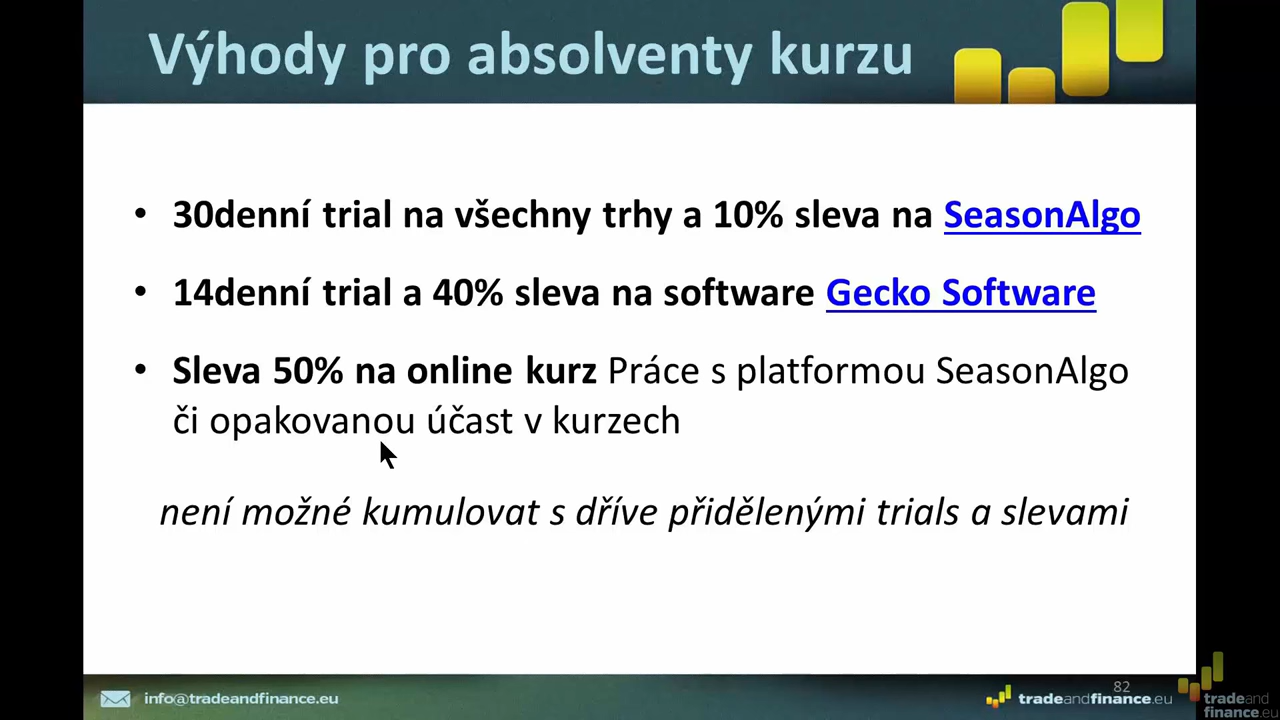 Výhody pro absolventy kurzu
• 30denní trial na všechny trhy a 10% sleva na SeasonAlgo
• 14denní trial a 40% sleva na software Gecko Software
• Sleva 50% na online kurz Práce s platformou SeasonAlgo
či opakovanou účast v kurzech
není možné kumulovat s dříve přidělenými trials a slevami
info@tradeandfinance.eu
82
tradeandfinance.eu
tradeand
finance.eu